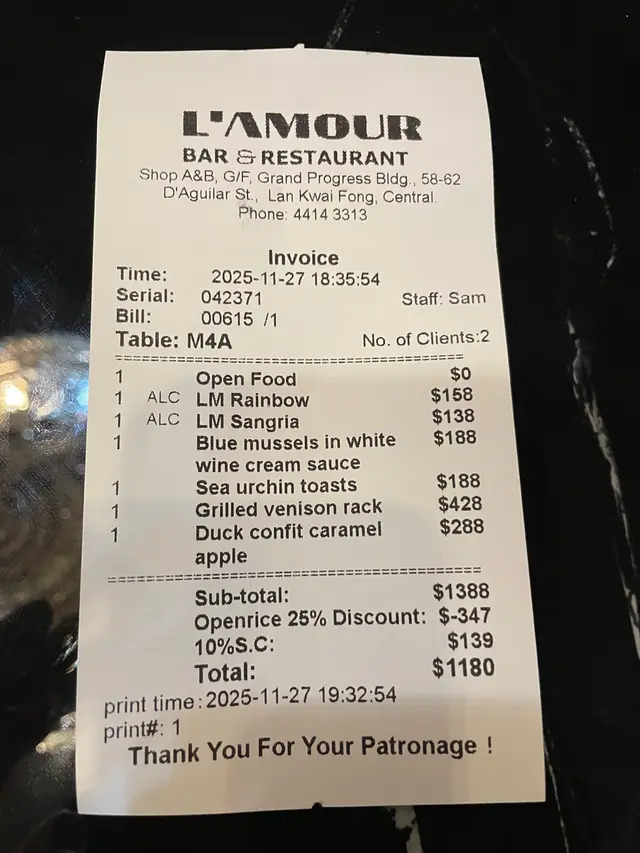 L'AMOUR
BAR & RESTAURANT
Shop A&B, G/F, Grand Progress Bldg., 58-62
D'Aguilar St., Lan Kwai Fong, Central.
Phone: 4414 3313
Invoice
Time: 2025-11-27 18:35:54
Serial: 042371 Staff: Sam
Bill: 00615 /1
Table: M4A No. of Clients:2
==================================================
1 Open Food $0
1 ALC LM Rainbow $158
1 ALC LM Sangria $138
1 Blue mussels in white $188
wine cream sauce
1 Sea urchin toasts $188
1 Grilled venison rack $428
1 Duck confit caramel $288
apple
==================================================
Sub-total: $1388
Openrice 25% Discount: $-347
10%S.C: $139
Total: $1180
print time:2025-11-27 19:32:54
print#: 1
Thank You For Your Patronage !